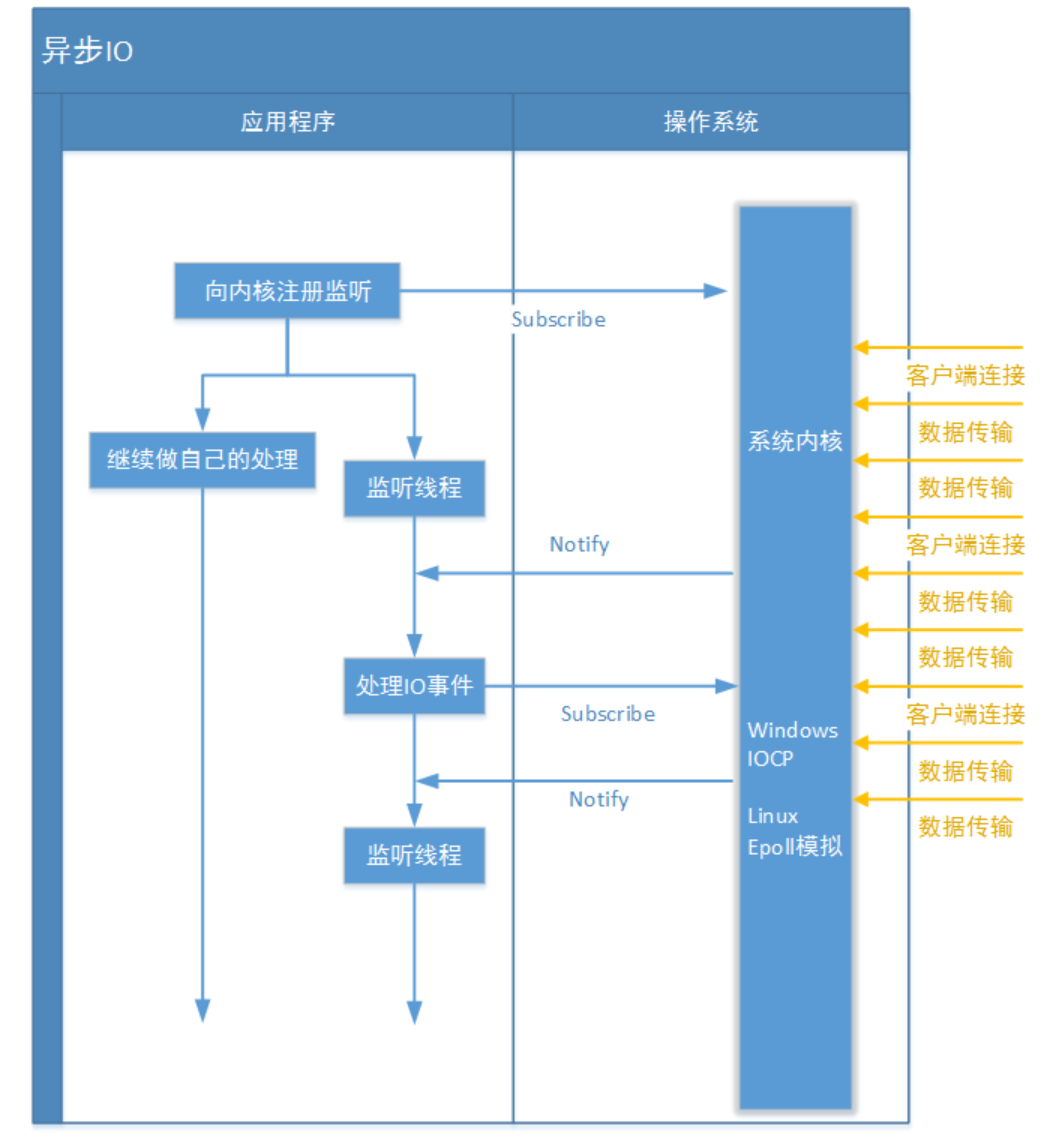 异步IO
应用程序
操作系统
向内核注册监听
Subscribe
客户端连接
数据传输
继续做自己的处理
系统内核
监听线程
数据传输
Notify
客户端连接
数据传输
数据传输
处理IO事件
Subscribe
客户端连接
Windows
IOCP
数据传输
Notify
Linux
数据传输
Epoll模拟
监听线程